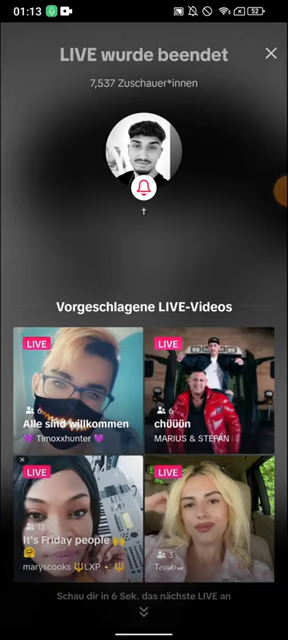 01:13
52
LIVE wurde beendet
7,537 Zuschauer*innen
†
Vorgeschlagene LIVE-Videos
LIVE
6
Alle sind willkommen
💜 Timoxxhunter 💜
LIVE
6
chüüün
MARIUS & STEFAN
LIVE
12
It's Friday people 🙌
🤗
maryscooks 🔱LXP 🔱
LIVE
3
Schau dir in 6 Sek. das nächste LIVE an